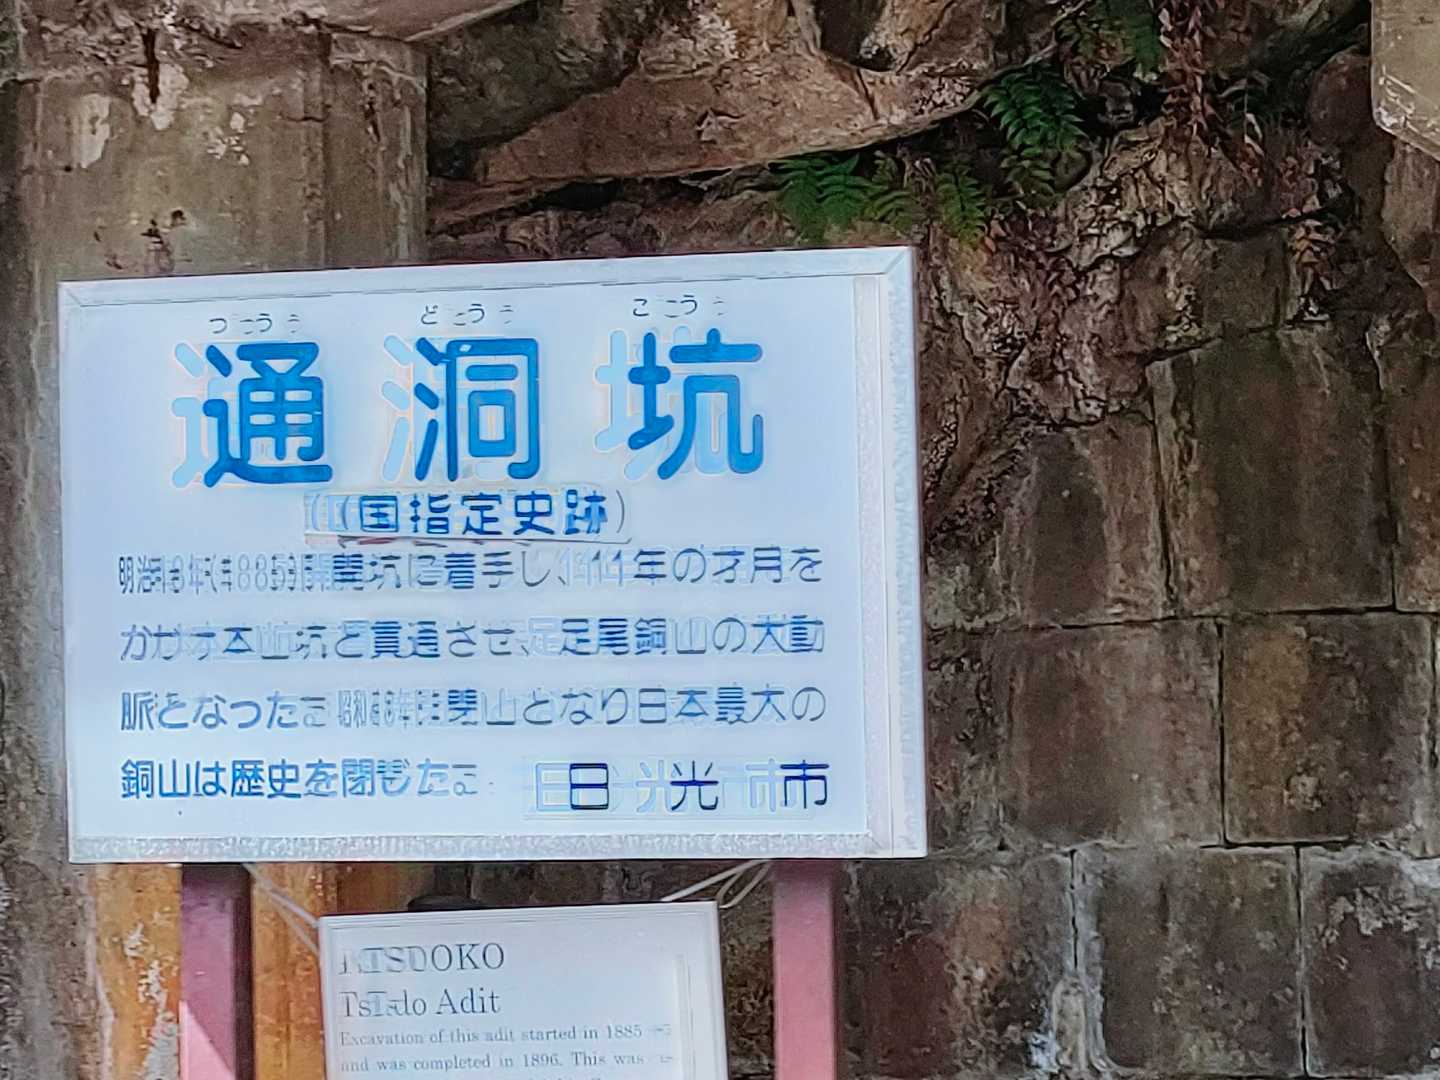 つう どう こう
通洞坑
(国指定史跡)
明治18年(1885)開坑に着手し、11年の才月を
かけ本山坑と貫通させ、足尾銅山の大動
脈となった。昭和48年閉山となり日本最大の
銅山は歴史を閉じた。 日光市
TSUDOKO
Adit
Excavation of this adit started in 1885
and was completed in 1896. This was